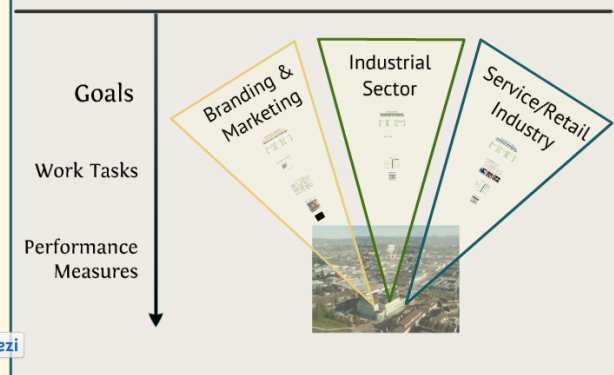 Goals
Work Tasks
Performance
Measures
Branding &
Marketing
Industrial
Sector
Service/Retail
Industry
ezi